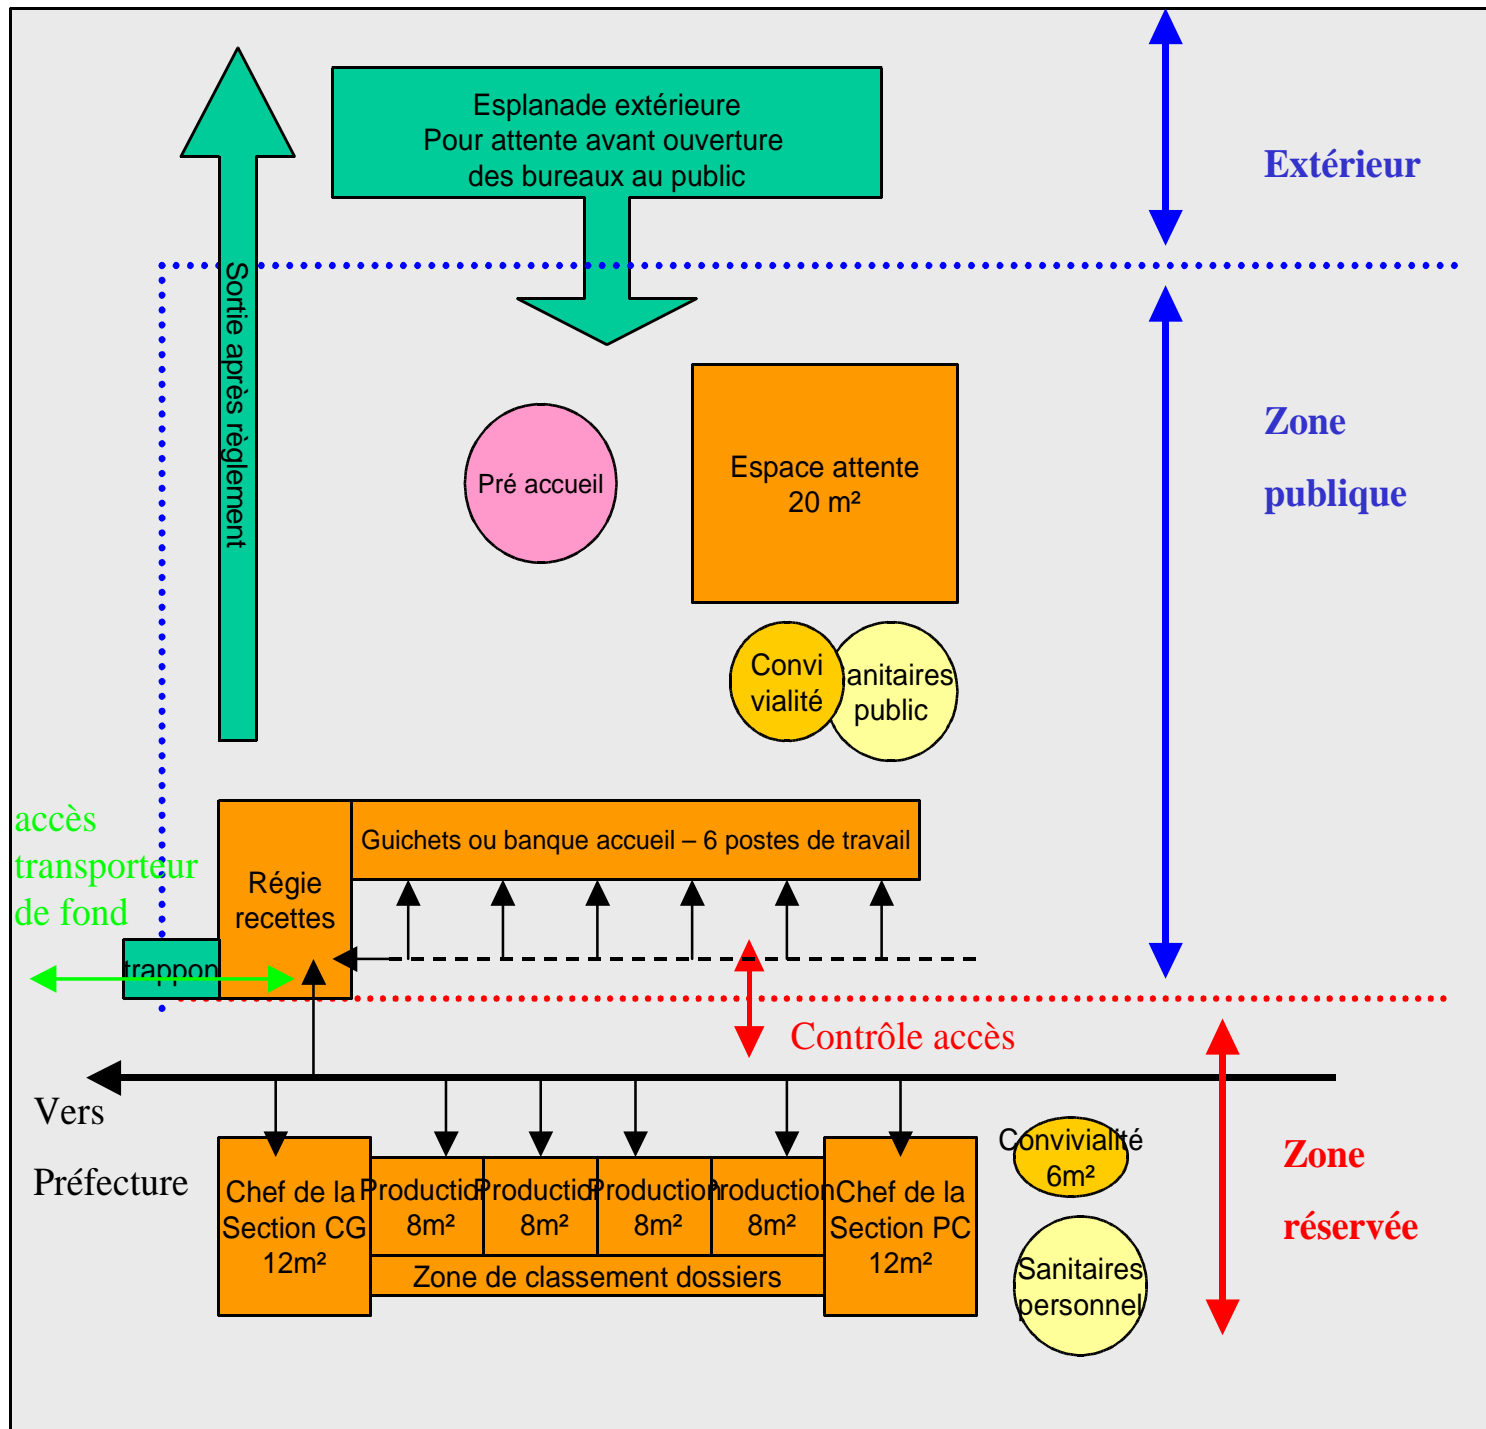 Esplanade extérieure
Pour attente avant ouverture
des bureaux au public
Extérieur
Sortie après règlement
Zone
publique
Pré accueil
Espace attente
20 m²
Convi
vialité
anitaires
public
accès
transporteur
de fond
Guichets ou banque accueil – 6 postes de travail
Régie
recettes
trappon
Contrôle accès
Vers
Préfecture
Chef de la
Section CG
12m²
Production
8m²
Production
8m²
Production
8m²
Production
8m²
Chef de la
Section PC
12m²
Zone de classement dossiers
Convivialité
6m²
Sanitaires
personnel
Zone
réservée